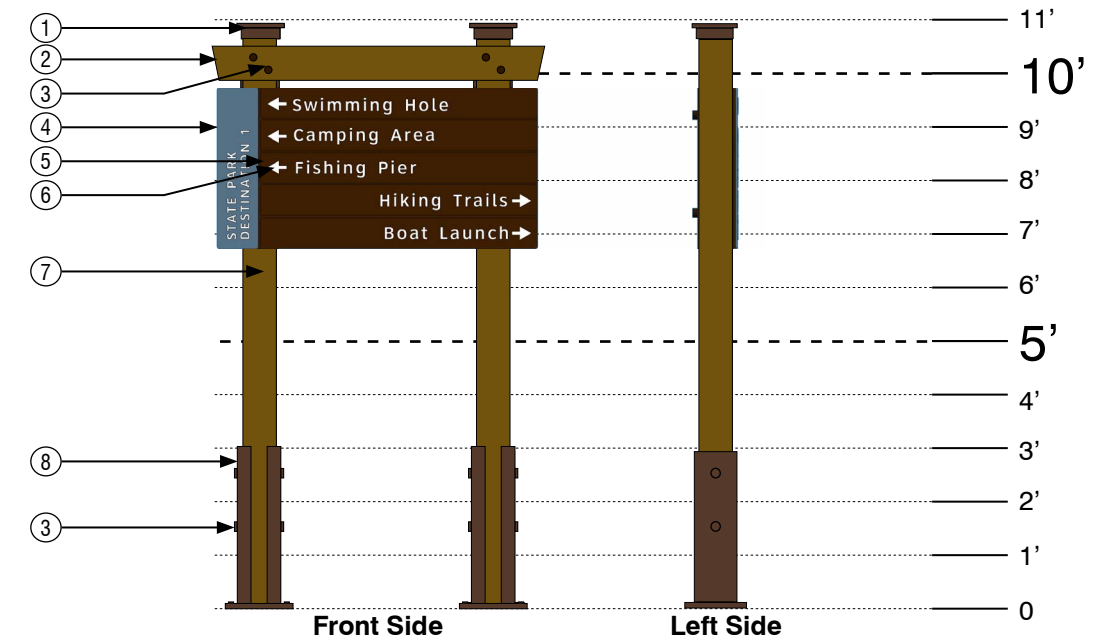 1
11’
2
10’
3
Swimming Hole
4
Camping Area
9’
5
STATE PARK
DESTINATION 1
Fishing Pier
8’
6
Hiking Trails
Boat Launch
7’
7
6’
5’
4’
8
3’
2’
3
1’
0
Front Side
Left Side